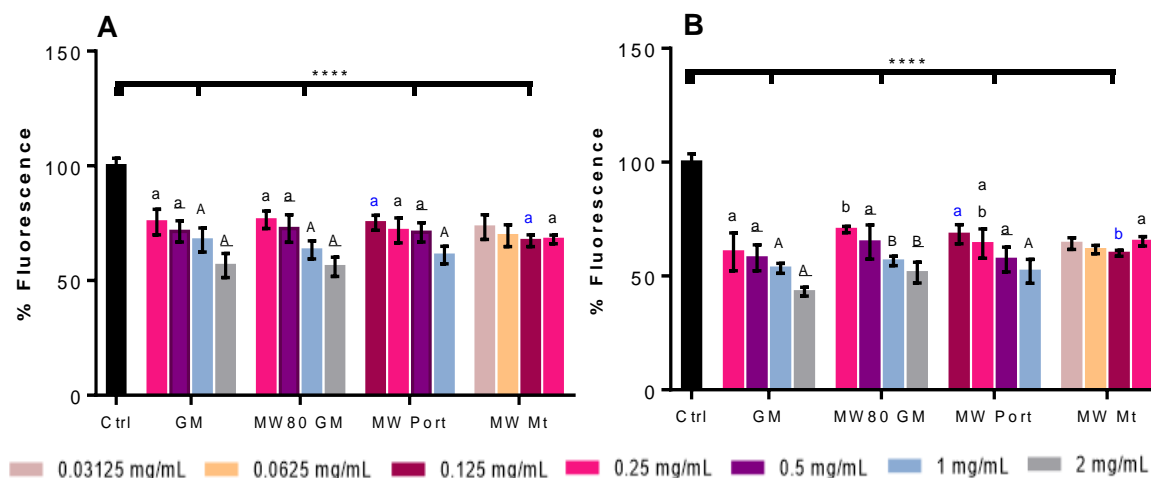 A
150
100
50
0
% Fluorescence
****
a a A A
a a A A
a a a A
a a
Ctrl GM MW80 GM MW Port MW Mt
B
150
100
50
0
% Fluorescence
****
a a A A
b a B B
a a b a A
b a
Ctrl GM MW80 GM MW Port MW Mt
0.03125 mg/mL 0.0625 mg/mL 0.125 mg/mL 0.25 mg/mL 0.5 mg/mL 1 mg/mL 2 mg/mL